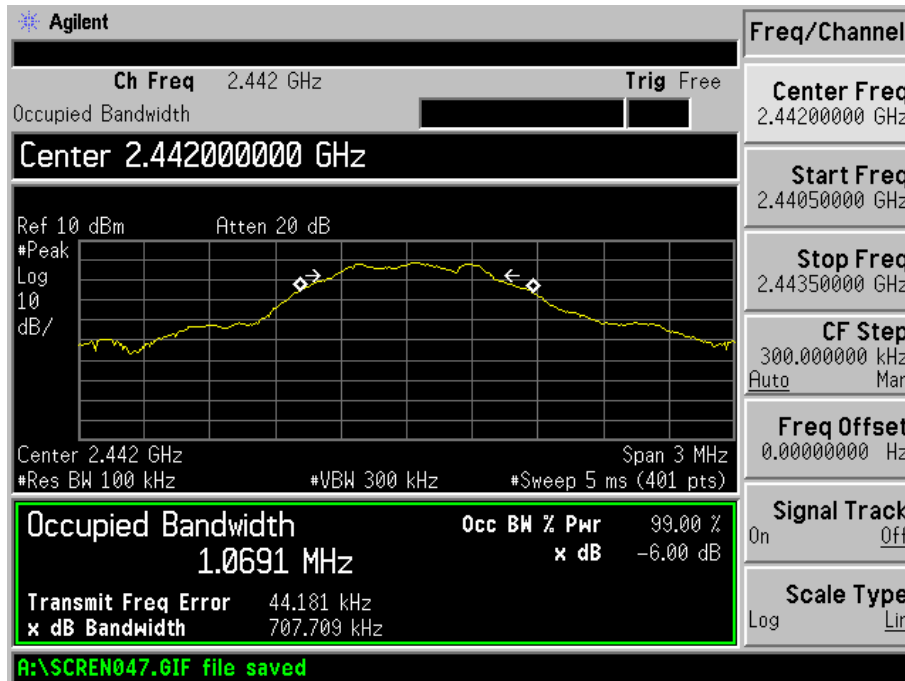 Agilent
Freq/Channel
Ch Freq 2.442 GHz Trig Free
Occupied Bandwidth
Center 2.442000000 GHz
Ref 10 dBm Atten 20 dB
#Peak
Log
10
dB/
Center 2.442 GHz Span 3 MHz
#Res BW 100 kHz #VBW 300 kHz #Sweep 5 ms (401 pts)
Occupied Bandwidth
1.0691 MHz
Occ BW % Pwr 99.00 %
x dB -6.00 dB
Transmit Freq Error 44.181 kHz
x dB Bandwidth 707.709 kHz
A:\SCREN047.GIF file saved
Center Freq
2.44200000 GHz
Start Freq
2.44050000 GHz
Stop Freq
2.44350000 GHz
CF Step
300.000000 kHz
Auto Man
Freq Offset
0.00000000 Hz
Signal Track
On Off
Scale Type
Log Lin